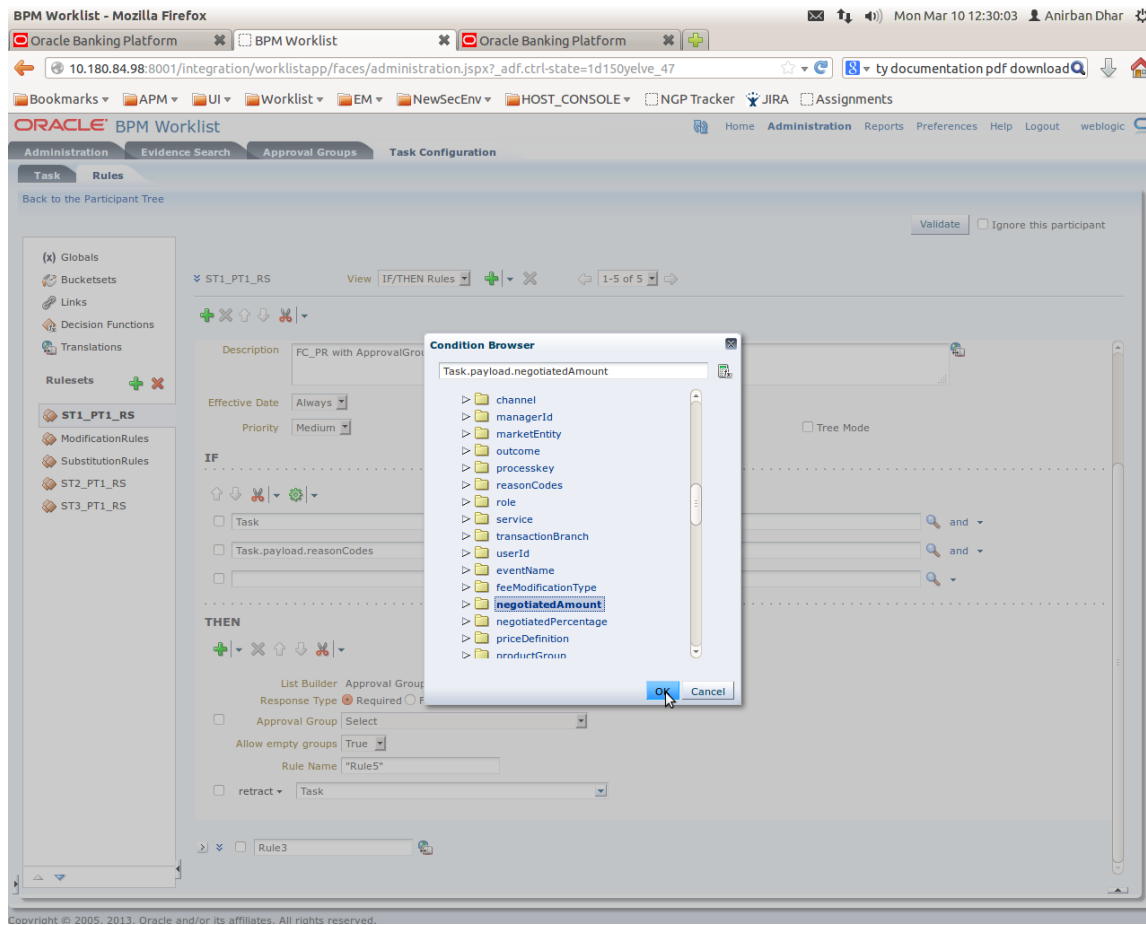 BPM Worklist - Mozilla Firefox Mon Mar 10 12:30:03 Anirban Dhar
Oracle Banking Platform BPM Worklist Oracle Banking Platform
10.180.84.98:8001/integration/worklistapp/faces/administration.jspx?_adf.ctrl-state=1d150yelve_47 ty documentation pdf download
Bookmarks APM UI Worklist EM NewSecEnv HOST_CONSOLE NGP Tracker JIRA Assignments
ORACLE BPM Worklist Home Administration Reports Preferences Help Logout weblogic
Administration Evidence Search Approval Groups Task Configuration
Task Rules
Back to the Participant Tree
Validate Ignore this participant
(x) Globals
Bucketsets
Links
Decision Functions
Translations
Rulesets
ST1_PT1_RS
ModificationRules
SubstitutionRules
ST2_PT1_RS
ST3_PT1_RS
ST1_PT1_RS View IF/THEN Rules 1-5 of 5
Description FC_PR with ApprovalGrou
Effective Date Always
Priority Medium Tree Mode
IF
Task and
Task.payload.reasonCodes and
THEN
List Builder Approval Group
Response Type Required
Approval Group Select
Allow empty groups True
Rule Name "Rule5"
retract Task
Rule3
Condition Browser
Task.payload.negotiatedAmount
channel
managerId
marketEntity
outcome
processkey
reasonCodes
role
service
transactionBranch
userId
eventName
feeModificationType
negotiatedAmount
negotiatedPercentage
priceDefinition
productGroup
OK Cancel
Copyright © 2005, 2013, Oracle and/or its affiliates. All rights reserved.